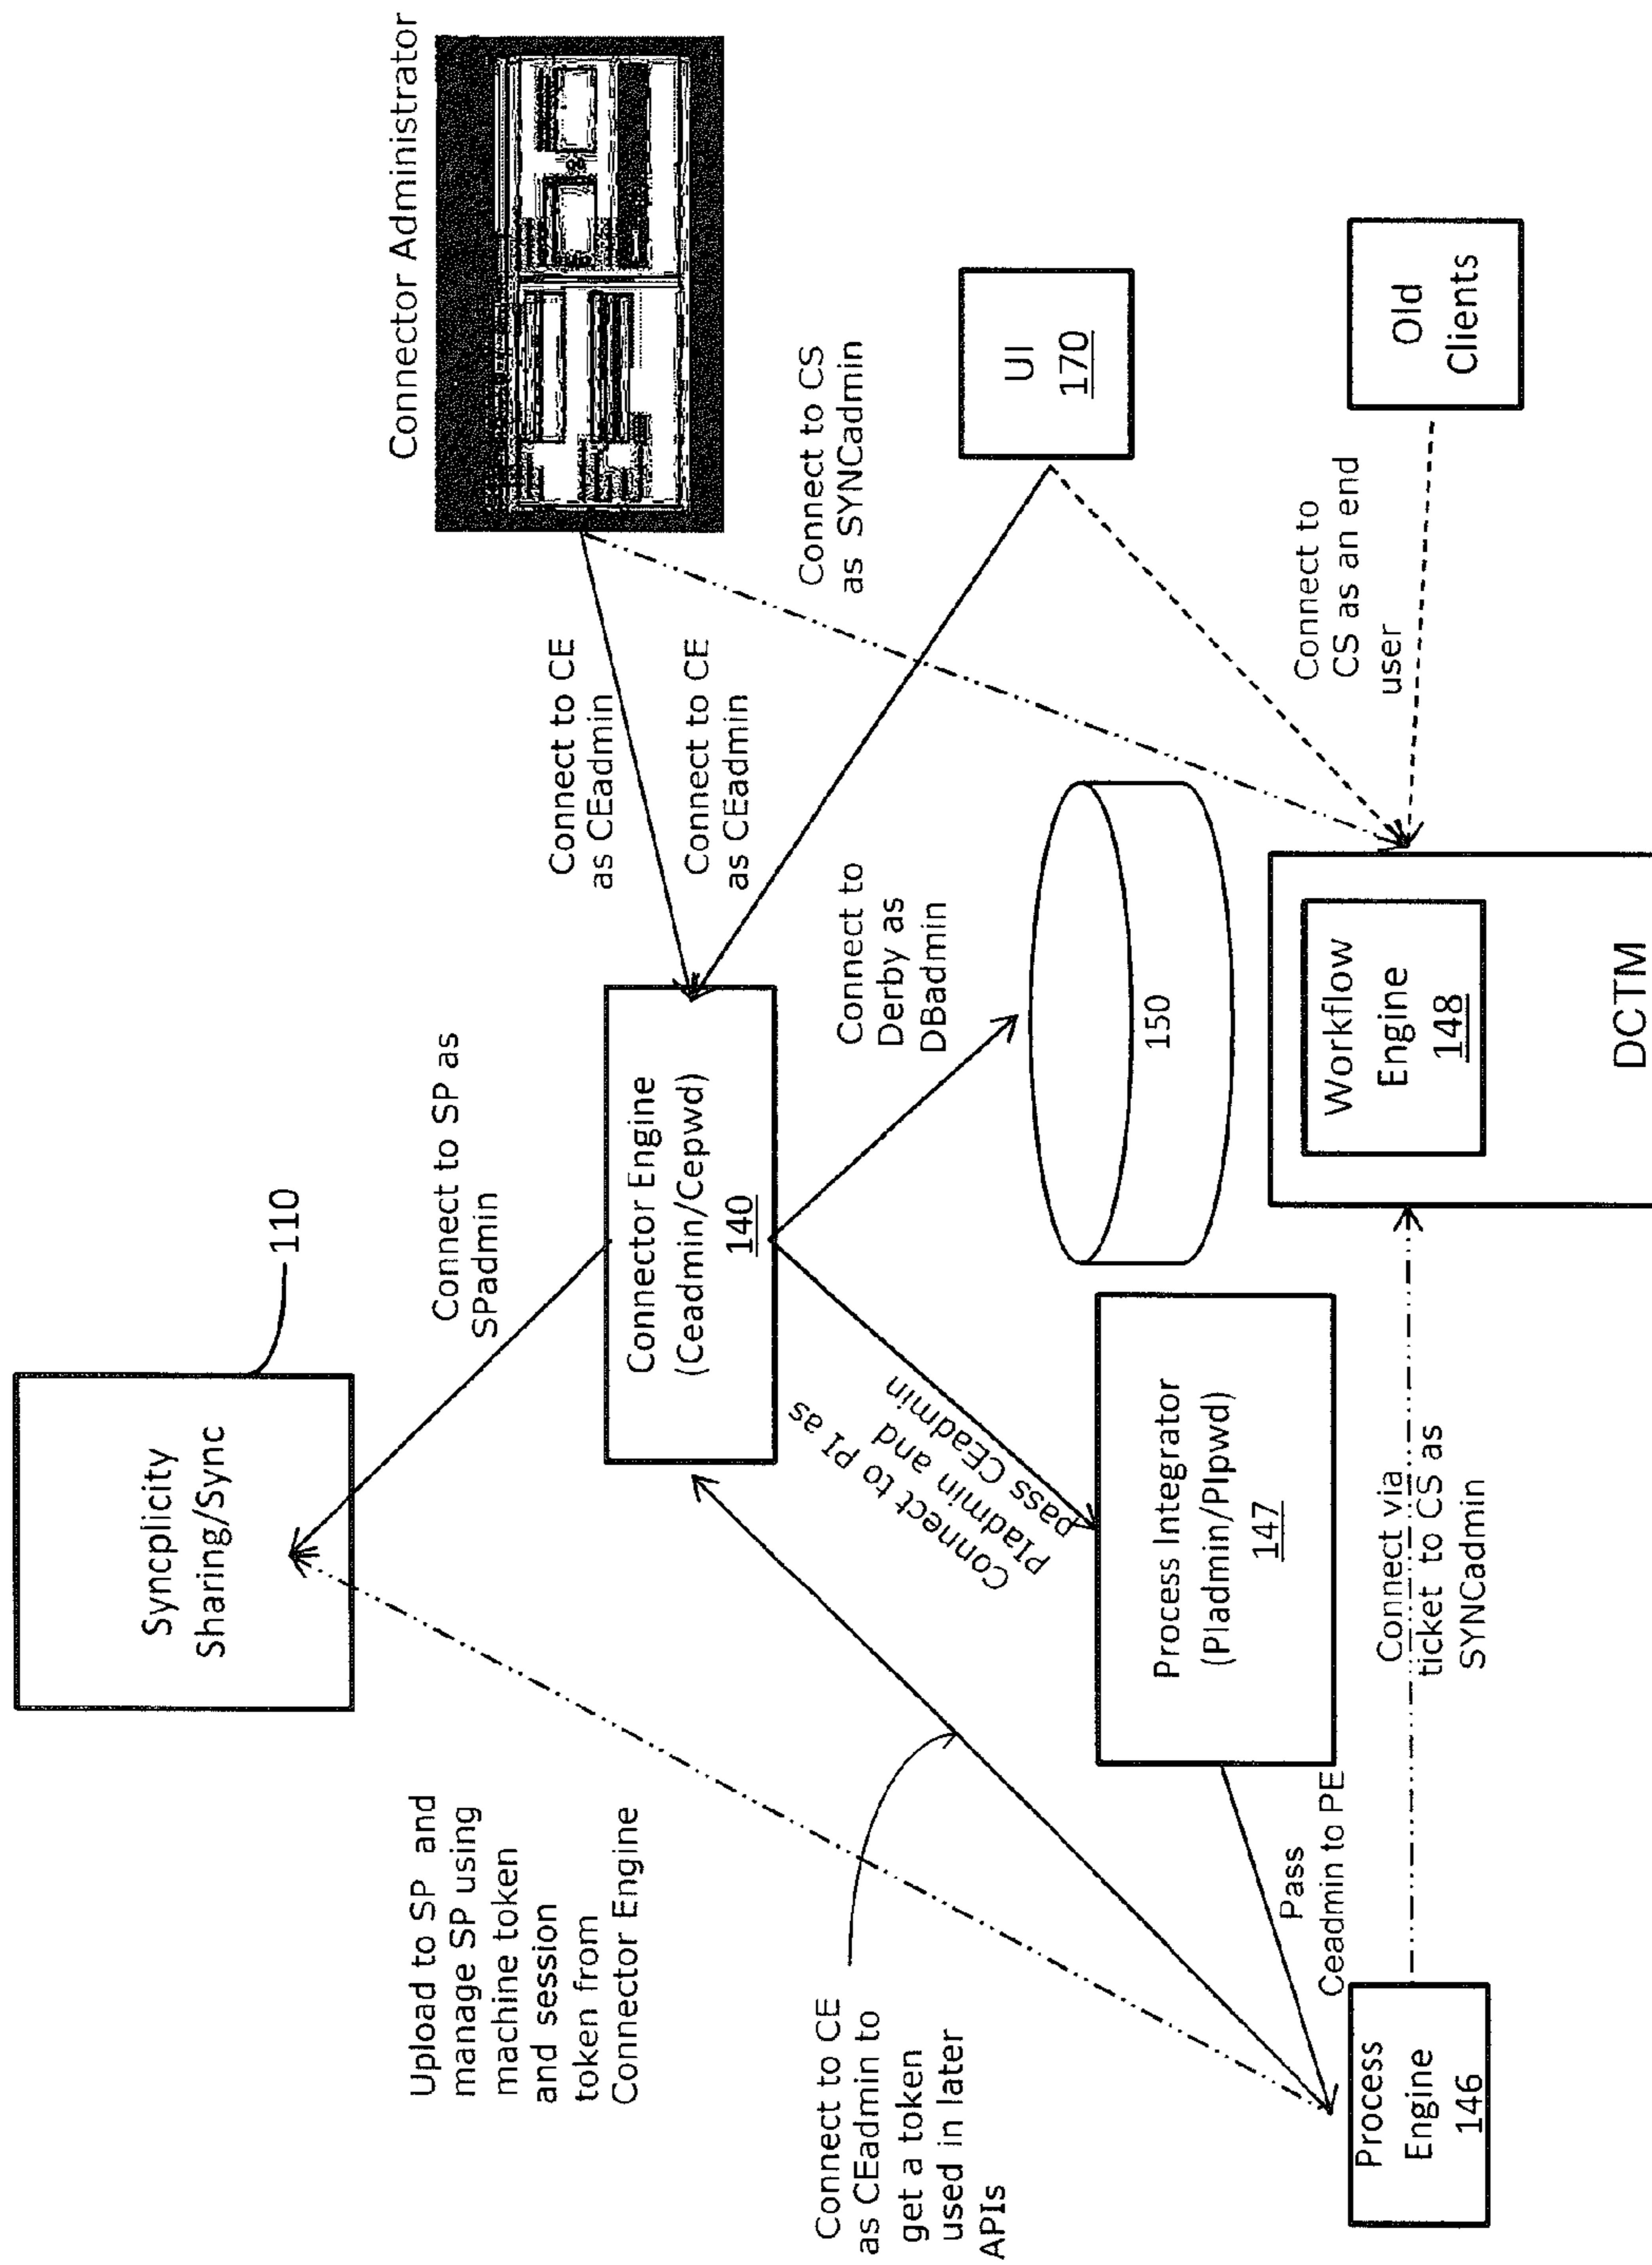 Syncplicity
Sharing/Sync
110
Connect to SP as
SPadmin
Upload to SP and
manage SP using
machine token
and session
token from
Connector Engine
Connector Administrator
Connect to CE
as CEadmin
Connect to CE
as CEadmin
Connector Engine
(Ceadmin/Cepwd)
140
Connect to CS
as SYNCadmin
Connect to CE
as CEadmin to
get a token
used in later
APIs
Connect to PI as
PIadmin and
pass CEadmin
Connect to
Derby as
DBadmin
UI
170
150
Process Integrator
(PIadmin/PIpwd)
147
Pass
Ceadmin to PE
Connect to
CS as an end
user
Old
Clients
Process
Engine
146
Connect via
ticket to CS as
SYNCadmin
Workflow
Engine
148
DCTM